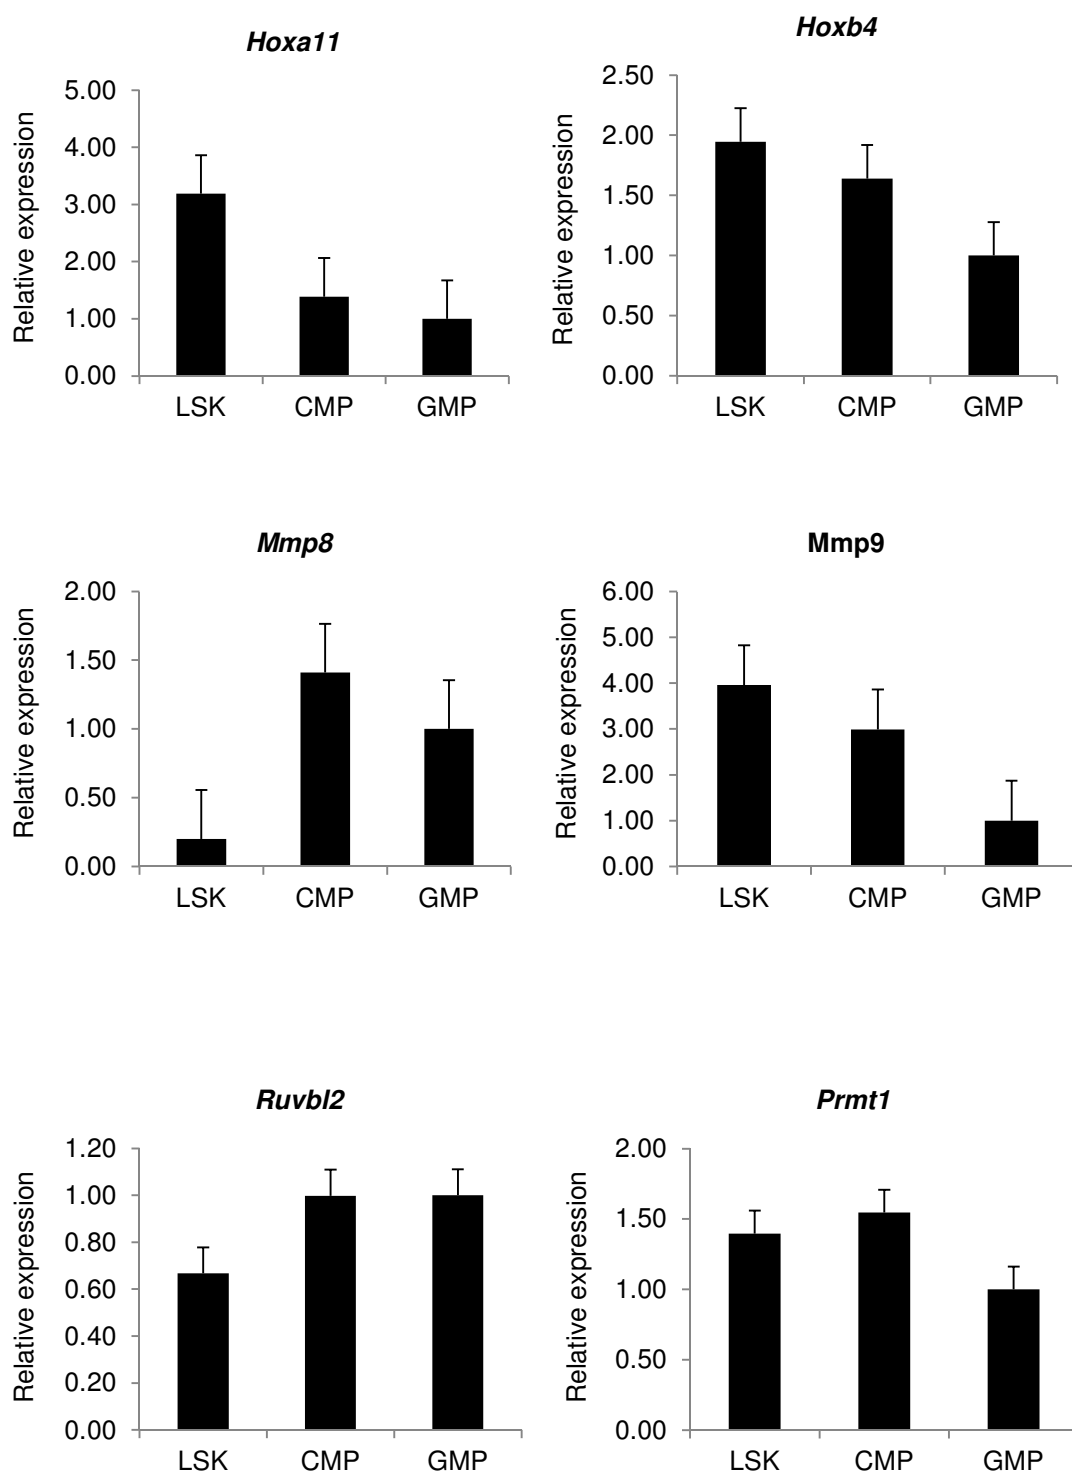 Hoxa11
5.00
4.00
3.00
2.00
1.00
0.00
Relative expression
LSK CMP GMP
Hoxb4
2.50
2.00
1.50
1.00
0.50
0.00
Relative expression
LSK CMP GMP
Mmp8
2.00
1.50
1.00
0.50
0.00
Relative expression
LSK CMP GMP
Mmp9
6.00
5.00
4.00
3.00
2.00
1.00
0.00
Relative expression
LSK CMP GMP
Ruvbl2
1.20
1.00
0.80
0.60
0.40
0.20
0.00
Relative expression
LSK CMP GMP
Prmt1
2.00
1.50
1.00
0.50
0.00
Relative expression
LSK CMP GMP